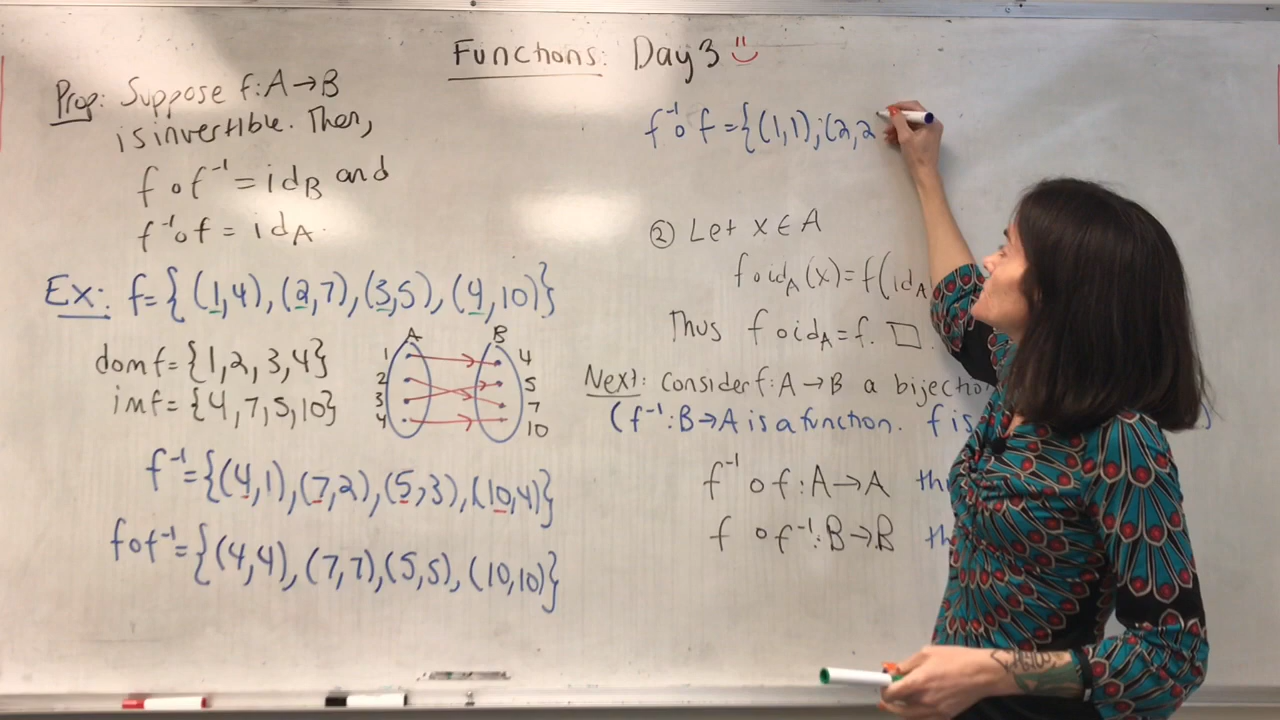 Functions: Day 3
Prop: Suppose f: A→B
is invertible. Then,
f o f⁻¹ = id_B and
f⁻¹o f = id_A.
Ex: f = {(1,4), (2,7), (3,5), (4,10)}
dom f = {1, 2, 3, 4}
im f = {4, 7, 5, 10}
A B
1 4
2 5
3 7
4 10
f⁻¹ = {(4,1), (7,2), (5,3), (10,4)}
f o f⁻¹ = {(4,4), (7,7), (5,5), (10,10)}
f⁻¹ o f = {(1,1), (2,2
② Let x ∈ A
f o id_A (x) = f(id_A
Thus f o id_A = f. □
Next: Consider f: A→B a
(f⁻¹: B→A is a function. f is
f⁻¹ o f : A→A
f o f⁻¹: B→B